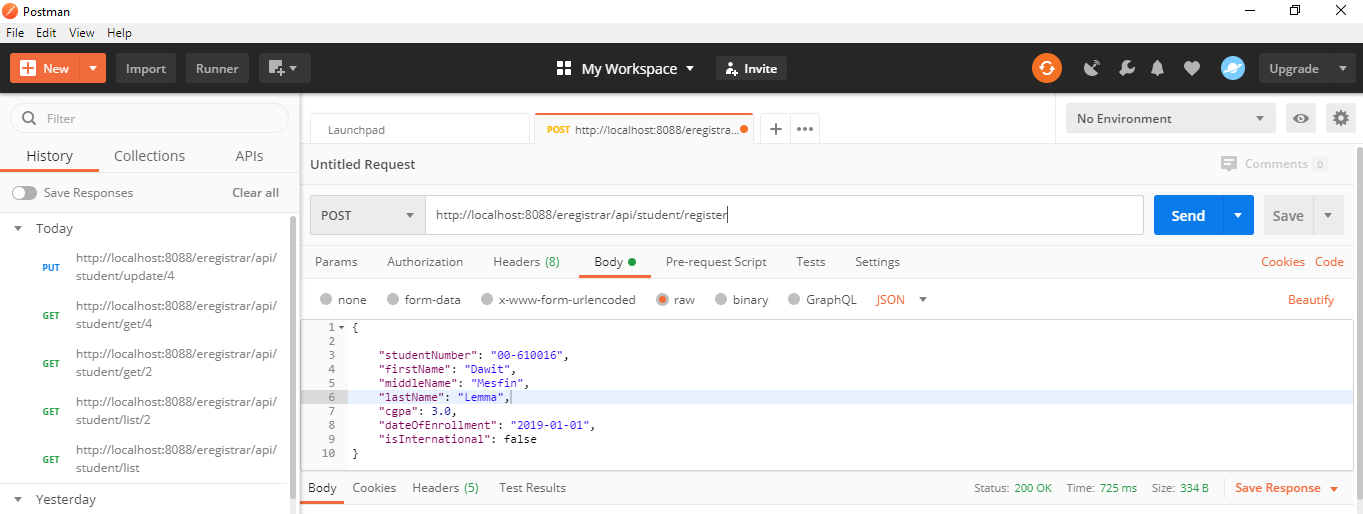 Postman
File Edit View Help
New Import Runner My Workspace Invite Upgrade
Filter
History Collections APIs
Save Responses Clear all
Today
PUT http://localhost:8088/eregistrar/api/
student/update/4
GET http://localhost:8088/eregistrar/api/
student/get/4
GET http://localhost:8088/eregistrar/api/
student/get/2
GET http://localhost:8088/eregistrar/api/
student/list/2
GET http://localhost:8088/eregistrar/api/
student/list
Yesterday
Launchpad POST http://localhost:8088/eregistra... + ••• No Environment
Untitled Request Comments 0
POST http://localhost:8088/eregistrar/api/student/register Send Save
Params Authorization Headers (8) Body Pre-request Script Tests Settings Cookies Code
none form-data x-www-form-urlencoded raw binary GraphQL JSON Beautify
1 {
2
3 "studentNumber": "00-610016",
4 "firstName": "Dawit",
5 "middleName": "Mesfin",
6 "lastName": "Lemma",
7 "cgpa": 3.0,
8 "dateOfEnrollment": "2019-01-01",
9 "isInternational": false
10 }
Body Cookies Headers (5) Test Results Status: 200 OK Time: 725 ms Size: 334 B Save Response